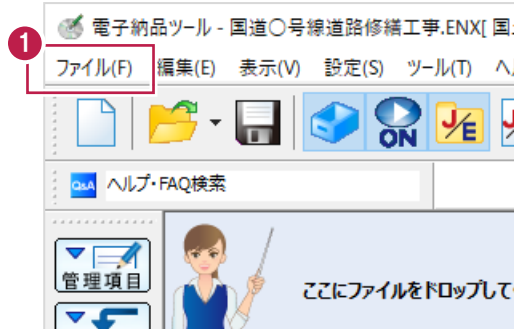 電子納品ツール - 国道〇号線道路修繕工事.ENX[ 国
1
ファイル(F) 編集(E) 表示(V) 設定(S) ツール(T)
ON J/E
Q&A ヘルプ・FAQ検索
管理項目
ここにファイルをドロップして